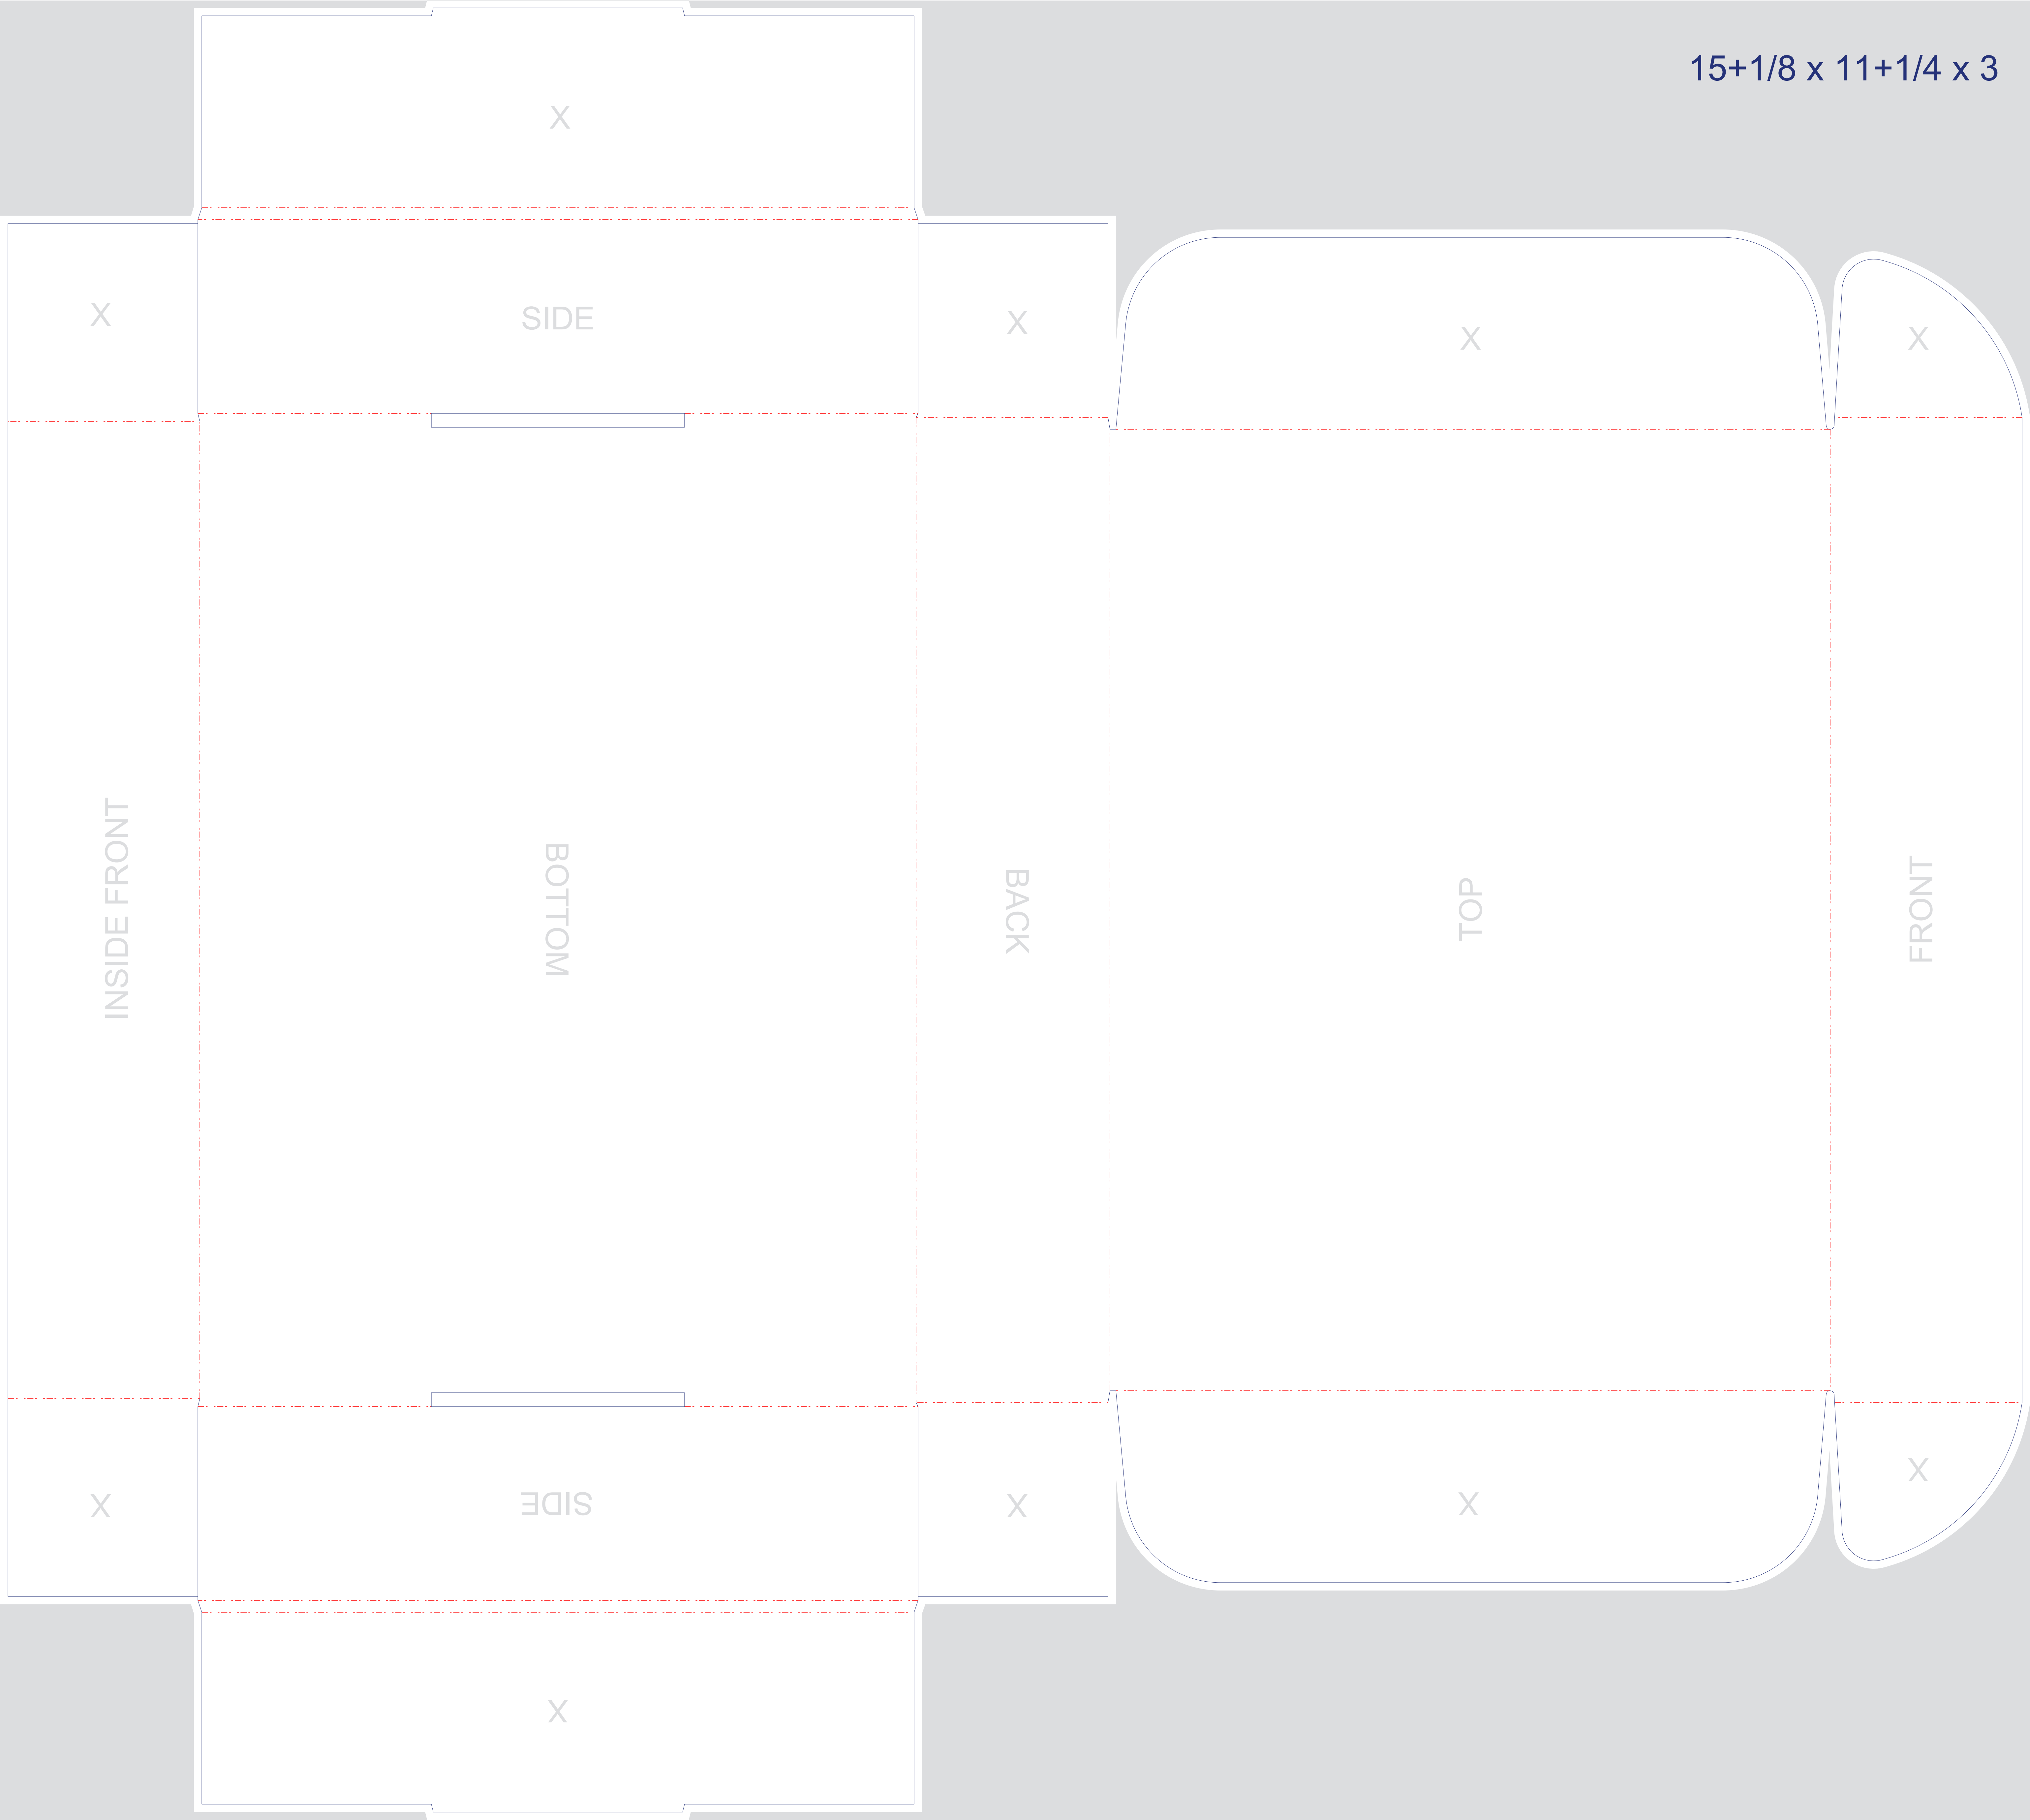 15+1/8 x 11+1/4 x 3
X
X
SIDE
X
X
X
INSIDE FRONT
BOTTOM
BACK
TOP
FRONT
X
SIDE
X
X
X
X